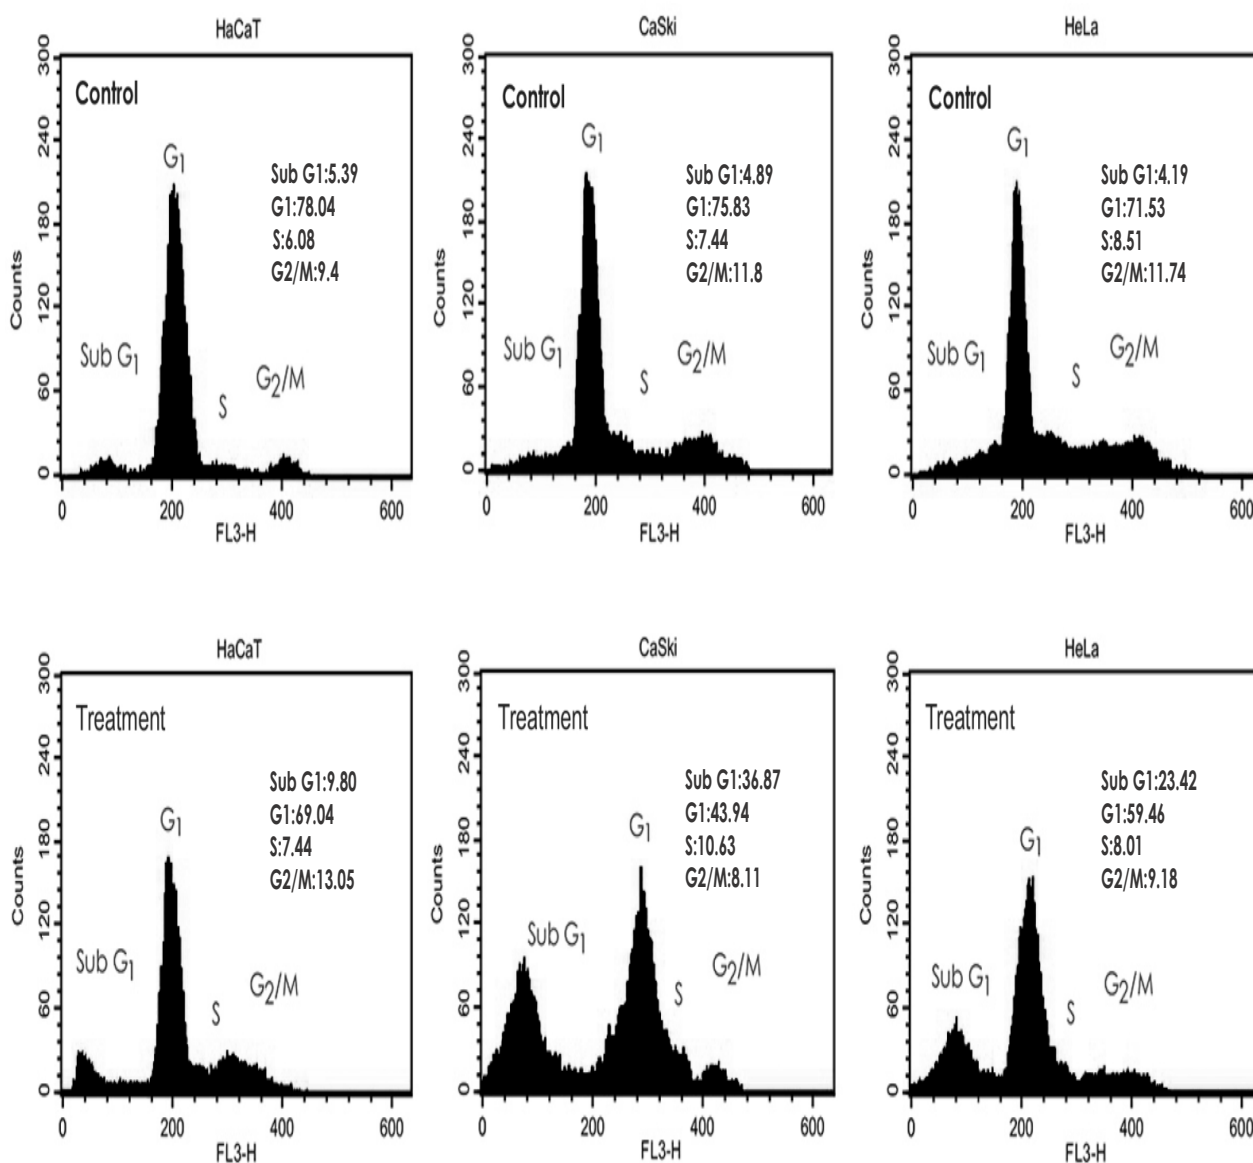 HaCaT
300
240
180
120
60
0
Counts
Control
G1
Sub G1:5.39
G1:78.04
S:6.08
G2/M:9.4
Sub G1
S
G2/M
0 200 400 600
FL3-H
CaSki
300
240
180
120
60
0
Counts
Control
G1
Sub G1:4.89
G1:75.83
S:7.44
G2/M:11.8
Sub G1
S
G2/M
0 200 400 600
FL3-H
HeLa
300
240
180
120
60
0
Counts
Control
G1
Sub G1:4.19
G1:71.53
S:8.51
G2/M:11.74
Sub G1
S
G2/M
0 200 400 600
FL3-H
HaCaT
300
240
180
120
60
0
Counts
Treatment
G1
Sub G1:9.80
G1:69.04
S:7.44
G2/M:13.05
Sub G1
S
G2/M
0 200 400 600
FL3-H
CaSki
300
240
180
120
60
0
Counts
Treatment
G1
Sub G1:36.87
G1:43.94
S:10.63
G2/M:8.11
Sub G1
S
G2/M
0 200 400 600
FL3-H
HeLa
300
240
180
120
60
0
Counts
Treatment
G1
Sub G1:23.42
G1:59.46
S:8.01
G2/M:9.18
Sub G1
S
G2/M
0 200 400 600
FL3-H